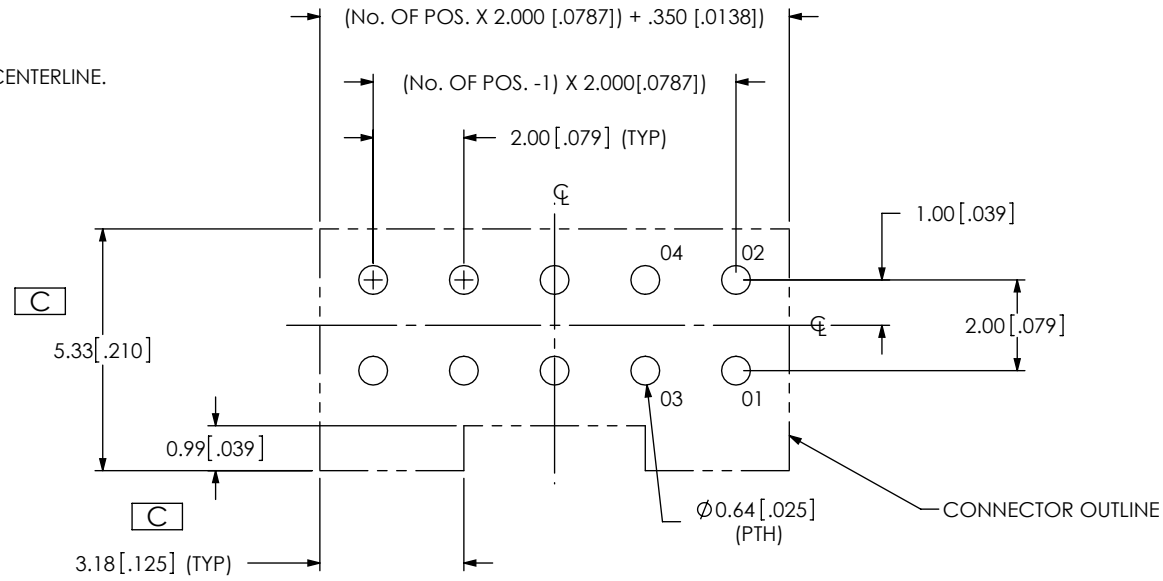 (No. OF POS. X 2.000 [.0787]) + .350 [.0138])
CENTERLINE.
(No. OF POS. -1) X 2.000[.0787])
2.00[.079] (TYP)
℄
1.00[.039]
04
02
C
℄
2.00[.079]
5.33[.210]
03
01
0.99[.039]
C
Ø0.64[.025]
(PTH)
CONNECTOR OUTLINE
3.18[.125] (TYP)